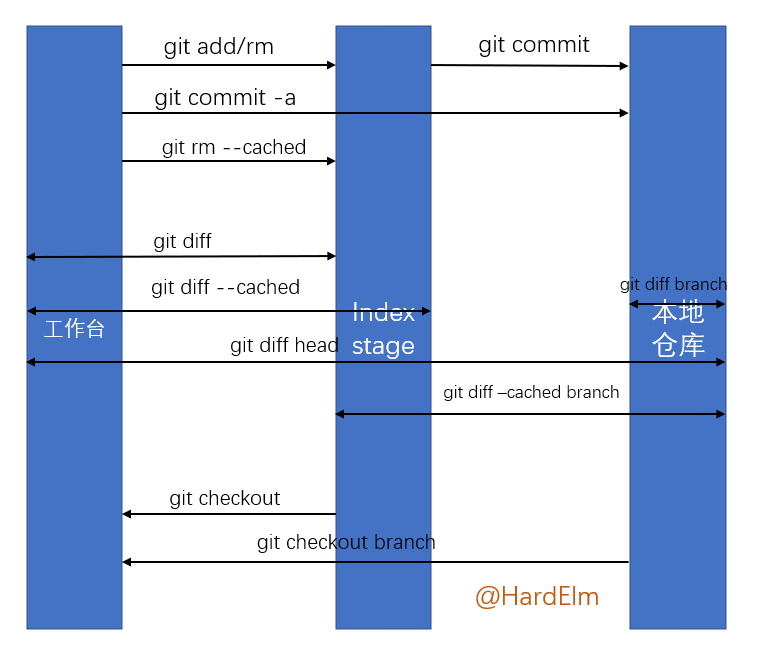 git add/rm
git commit
git commit -a
git rm --cached
git diff
git diff --cached
git diff branch
工作台
Index
stage
本地
仓库
git diff head
git diff –cached branch
git checkout
git checkout branch
@HardElm